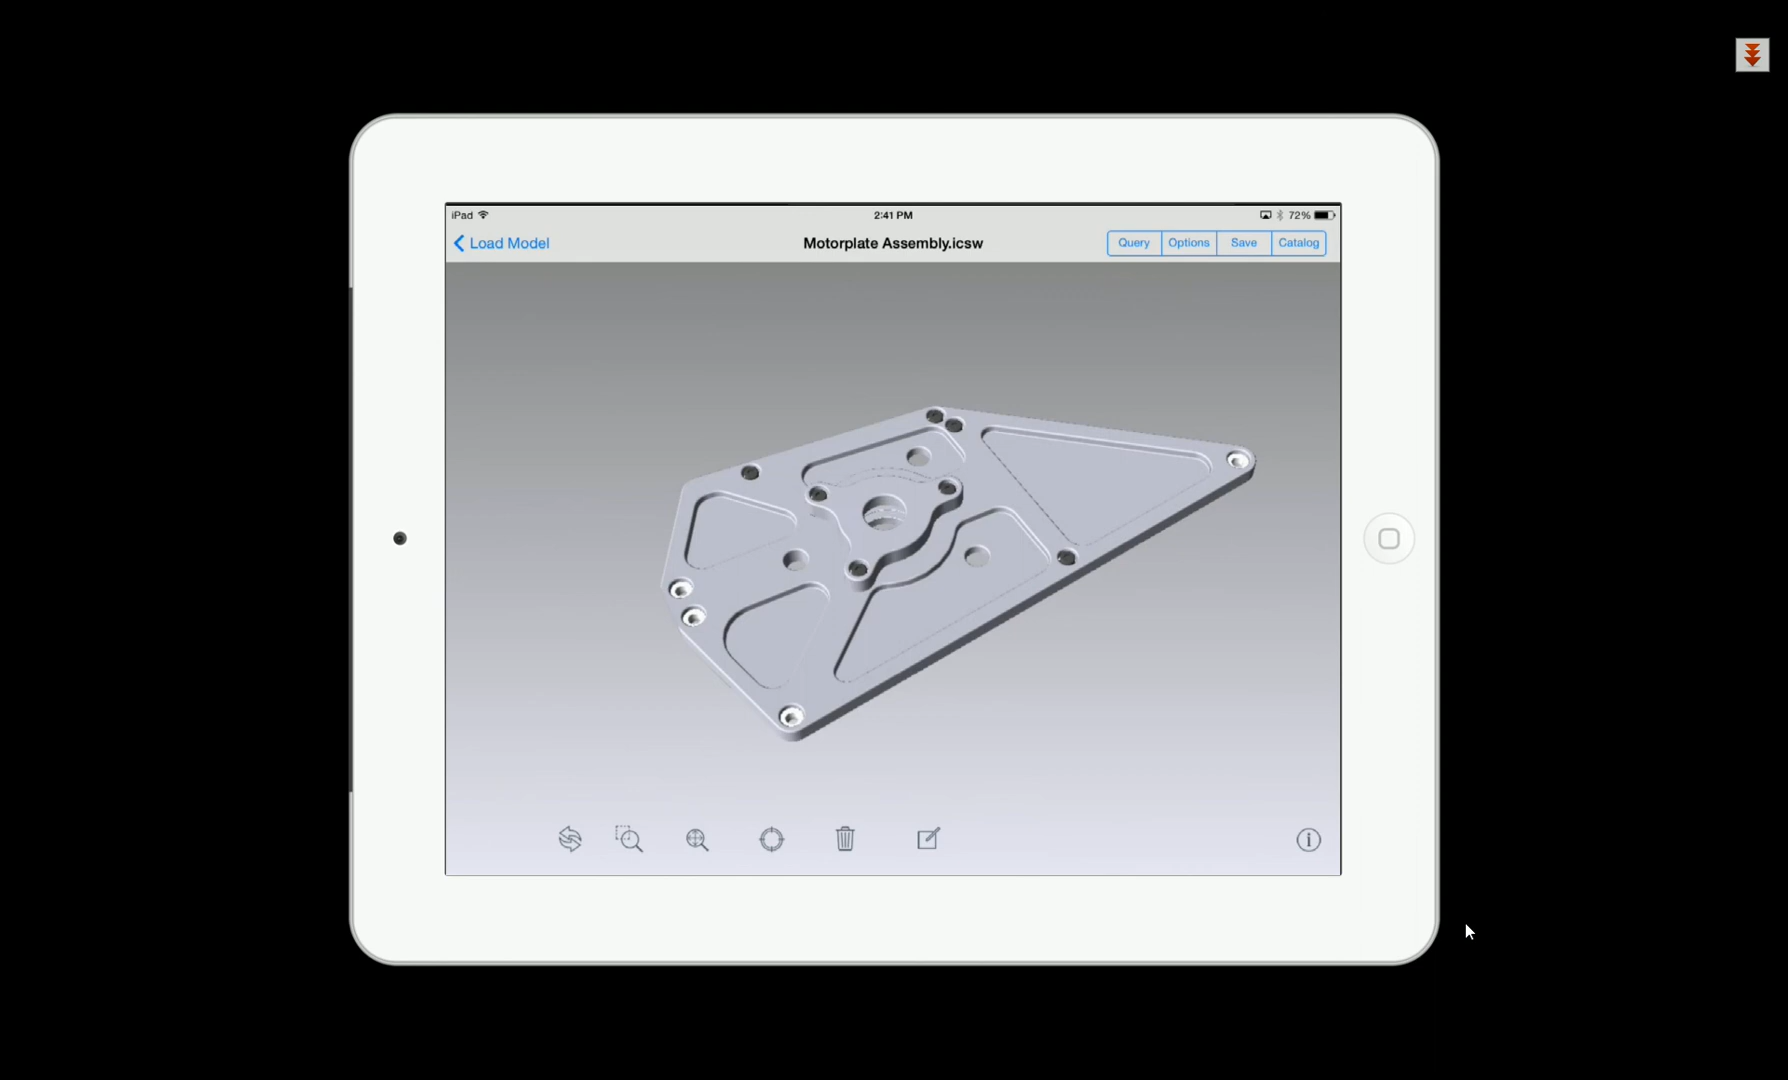 iPad 2:41 PM 72%
Load Model Motorplate Assembly.icsw Query Options Save Catalog